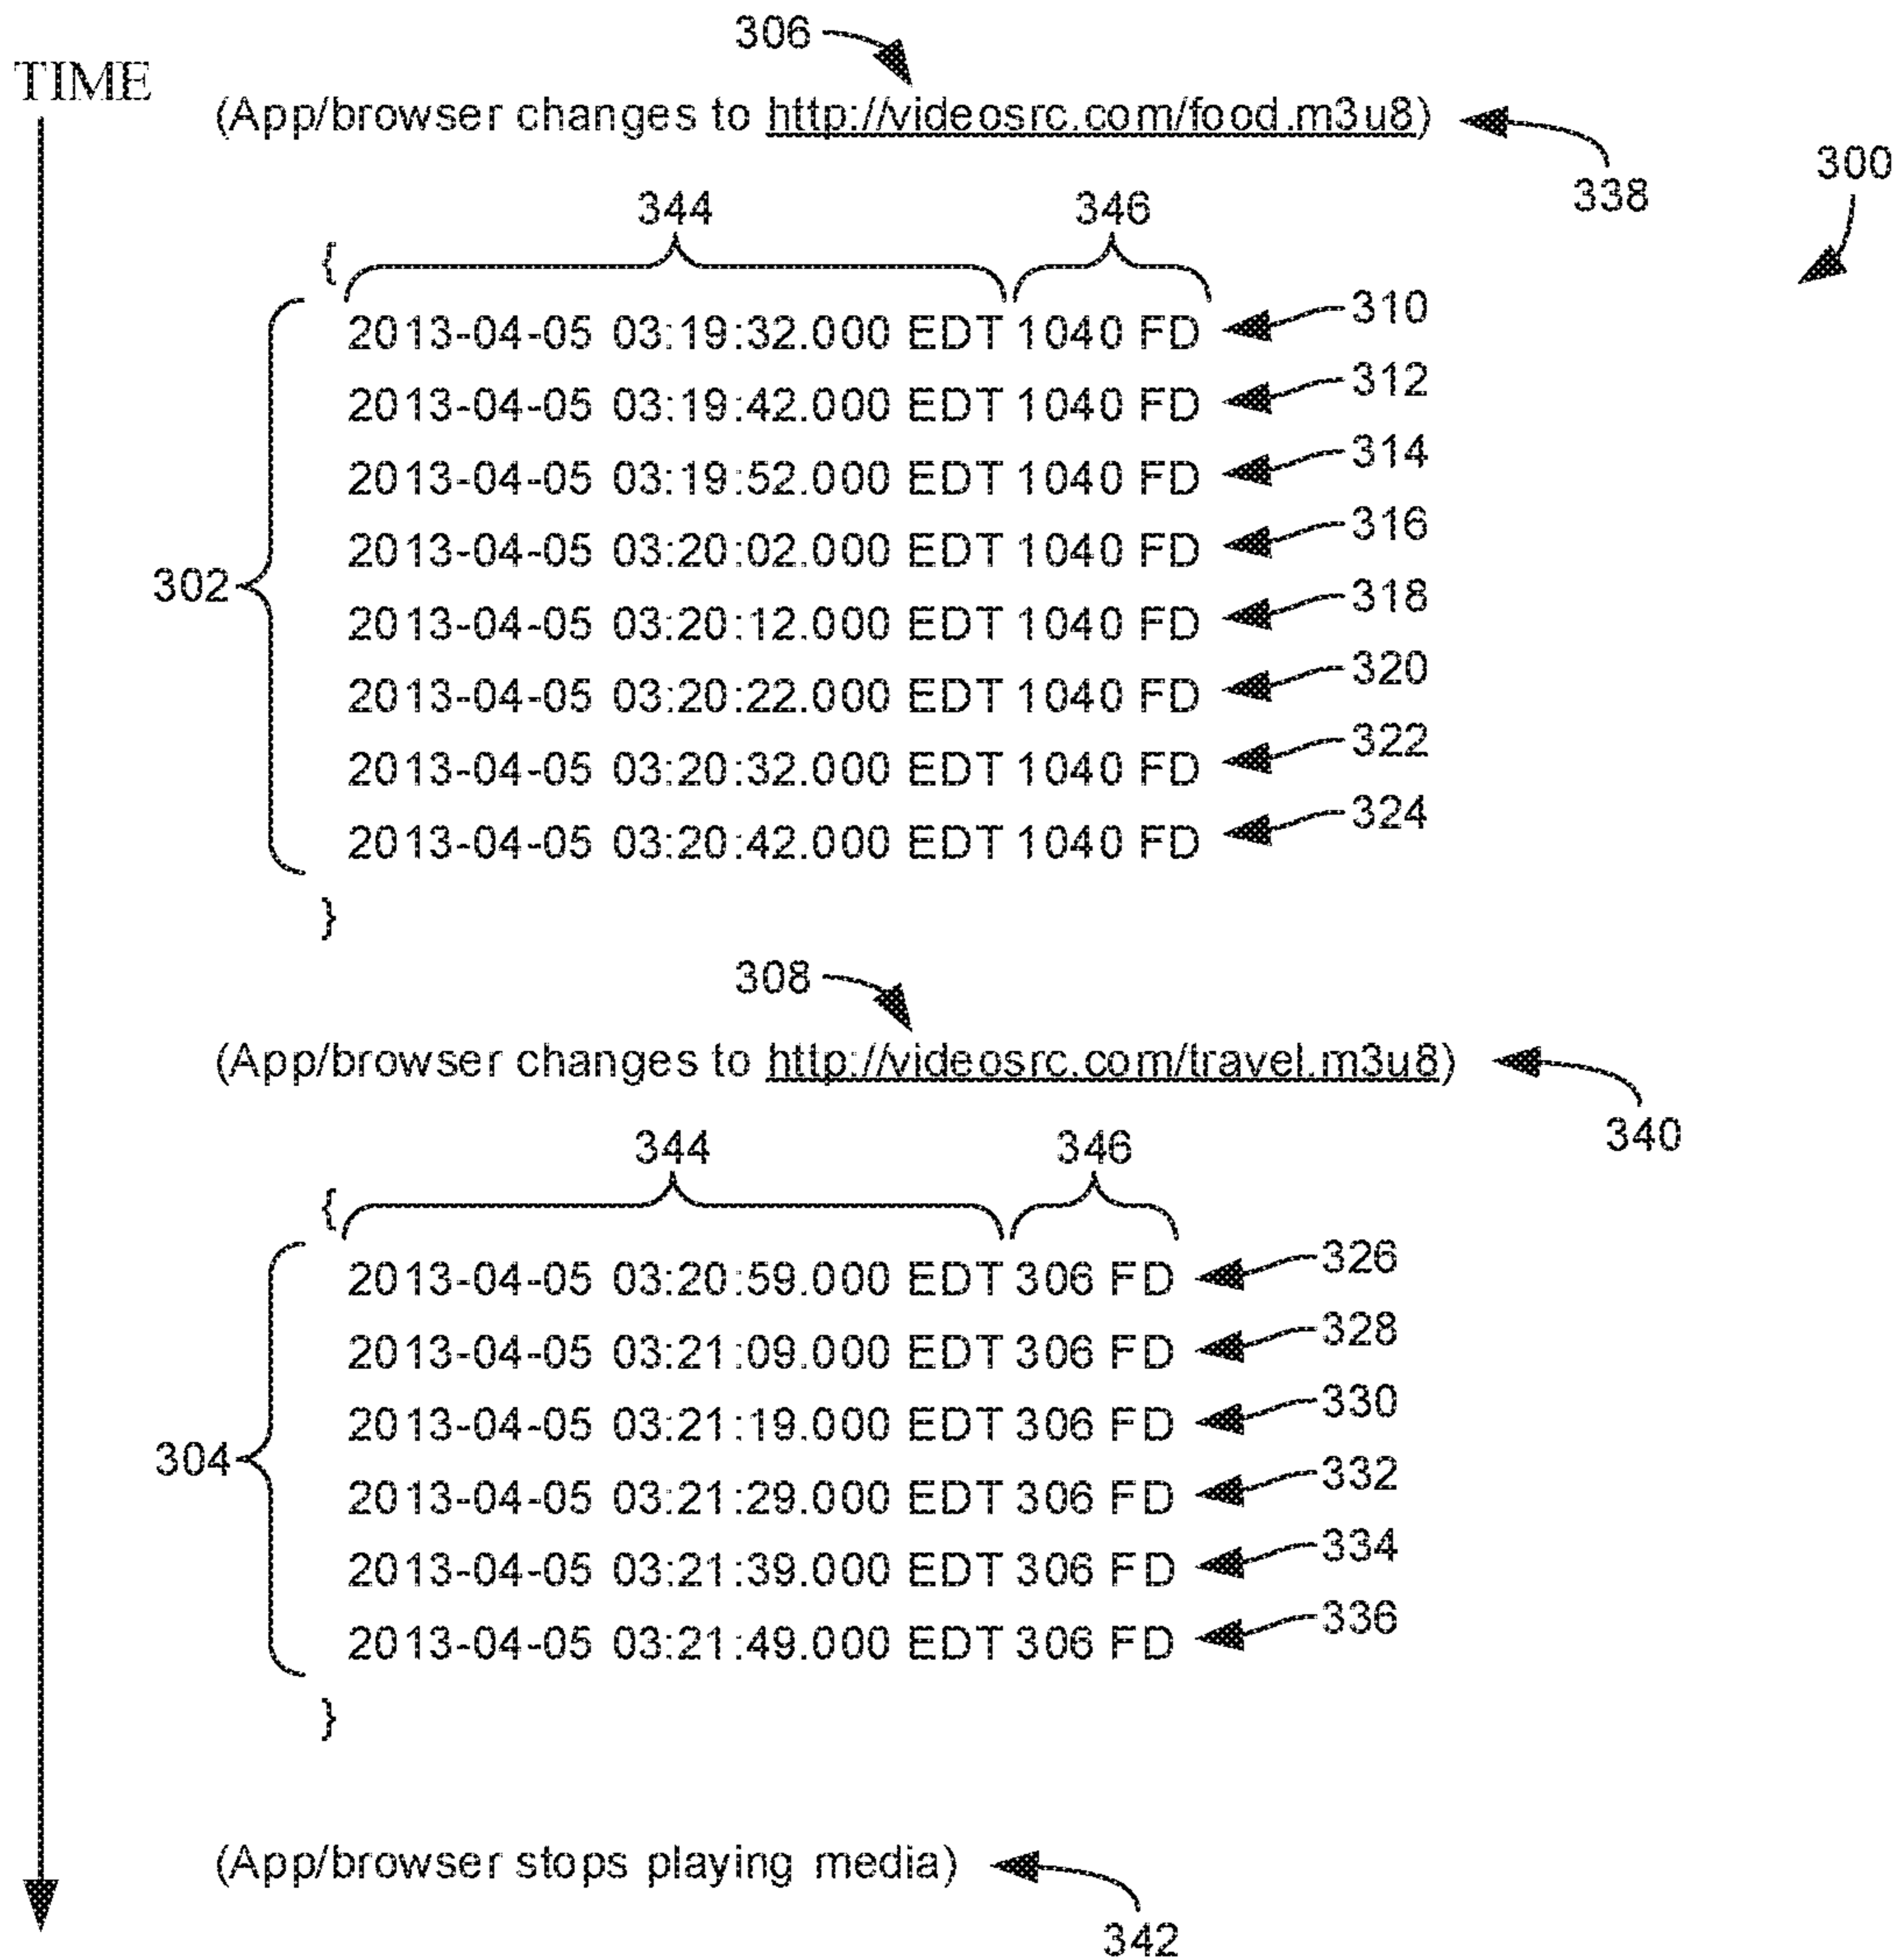 306
TIME
(App/browser changes to http://videosrc.com/food.m3u8)
338
300
344 346
{
2013-04-05 03:19:32.000 EDT 1040 FD 310
2013-04-05 03:19:42.000 EDT 1040 FD 312
2013-04-05 03:19:52.000 EDT 1040 FD 314
2013-04-05 03:20:02.000 EDT 1040 FD 316
302
2013-04-05 03:20:12.000 EDT 1040 FD 318
2013-04-05 03:20:22.000 EDT 1040 FD 320
2013-04-05 03:20:32.000 EDT 1040 FD 322
2013-04-05 03:20:42.000 EDT 1040 FD 324
}
308
(App/browser changes to http://videosrc.com/travel.m3u8)
340
344 346
{
2013-04-05 03:20:59.000 EDT 306 FD 326
2013-04-05 03:21:09.000 EDT 306 FD 328
2013-04-05 03:21:19.000 EDT 306 FD 330
304
2013-04-05 03:21:29.000 EDT 306 FD 332
2013-04-05 03:21:39.000 EDT 306 FD 334
2013-04-05 03:21:49.000 EDT 306 FD 336
}
(App/browser stops playing media)
342